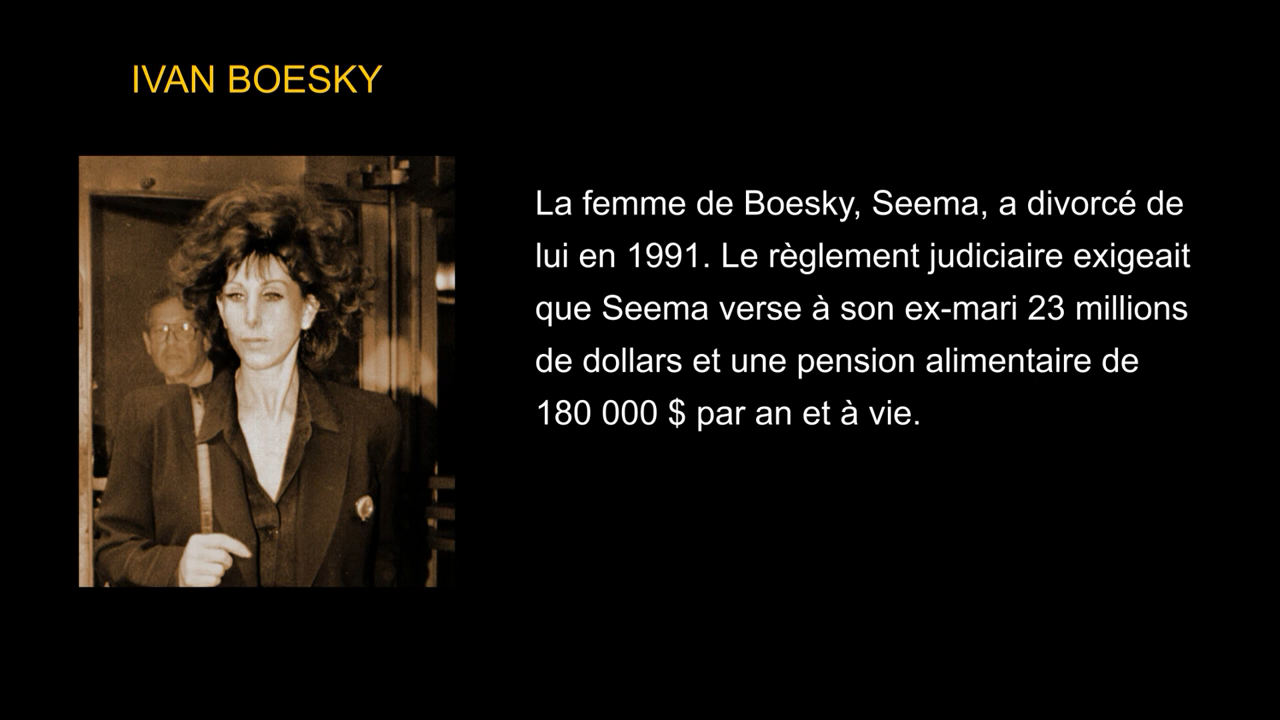 IVAN BOESKY
La femme de Boesky, Seema, a divorcé de
lui en 1991. Le règlement judiciaire exigeait
que Seema verse à son ex-mari 23 millions
de dollars et une pension alimentaire de
180 000 $ par an et à vie.